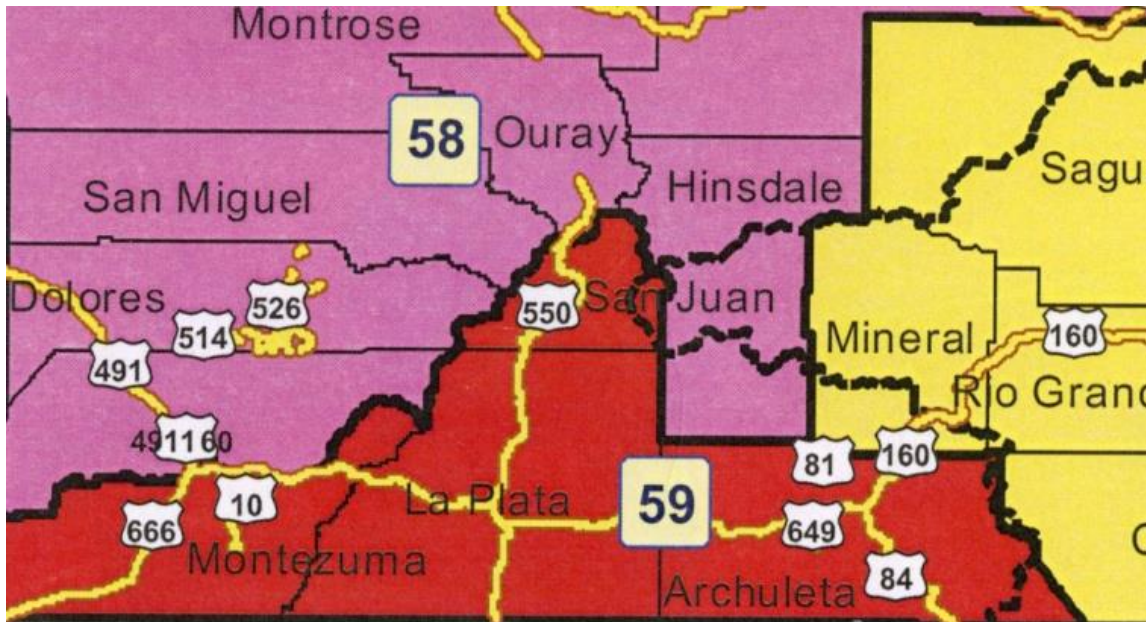 Montrose
58
Ouray
Sagu
San Miguel
Hinsdale
Dolores
526
550
San Juan
514
160
491
Mineral
Rio Grand
491160
81
160
10
La Plata
59
666
649
Montezuma
C
84
Archuleta